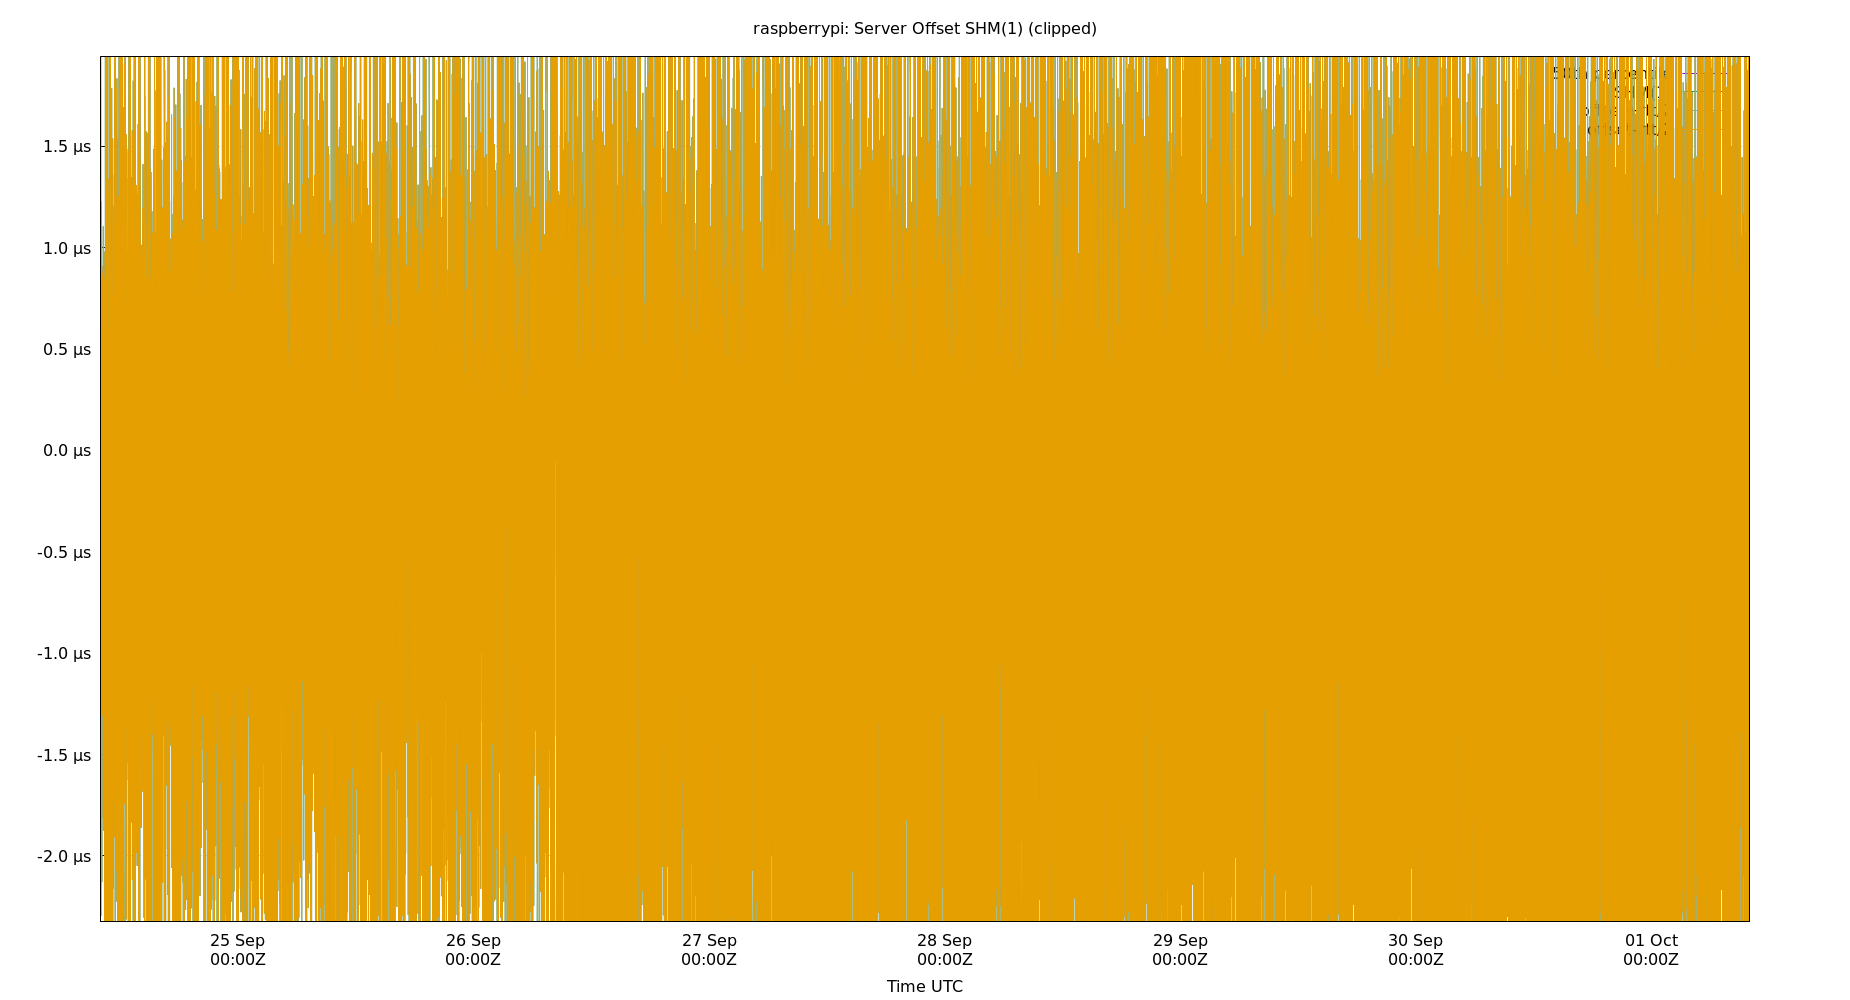 raspberrypi: Server Offset SHM(1) (clipped)
1.5 µs
1.0 µs
0.5 µs
0.0 µs
-0.5 µs
-1.0 µs
-1.5 µs
-2.0 µs
25 Sep 26 Sep 27 Sep 28 Sep 29 Sep 30 Sep 01 Oct
00:00Z 00:00Z 00:00Z 00:00Z 00:00Z 00:00Z 00:00Z
Time UTC